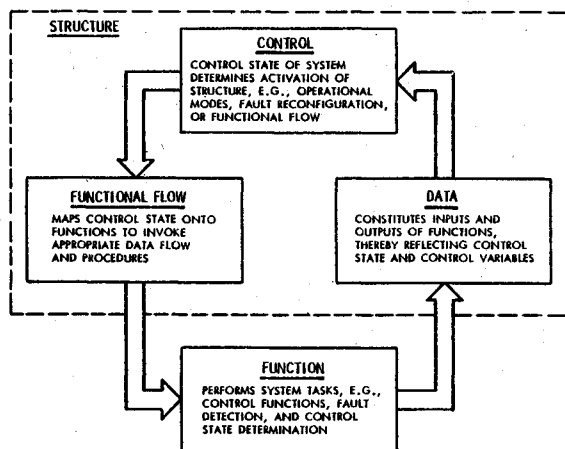 STRUCTURE
CONTROL
CONTROL STATE OF SYSTEM
DETERMINES ACTIVATION OF
STRUCTURE, E.G., OPERATIONAL
MODES, FAULT RECONFIGURATION,
OR FUNCTIONAL FLOW
FUNCTIONAL FLOW
MAPS CONTROL STATE ONTO
FUNCTIONS TO INVOKE
APPROPRIATE DATA FLOW
AND PROCEDURES
DATA
CONSTITUTES INPUTS AND
OUTPUTS OF FUNCTIONS,
THEREBY REFLECTING CONTROL
STATE AND CONTROL VARIABLES
FUNCTION
PERFORMS SYSTEM TASKS, E.G.,
CONTROL FUNCTIONS, FAULT
DETECTION, AND CONTROL
STATE DETERMINATION